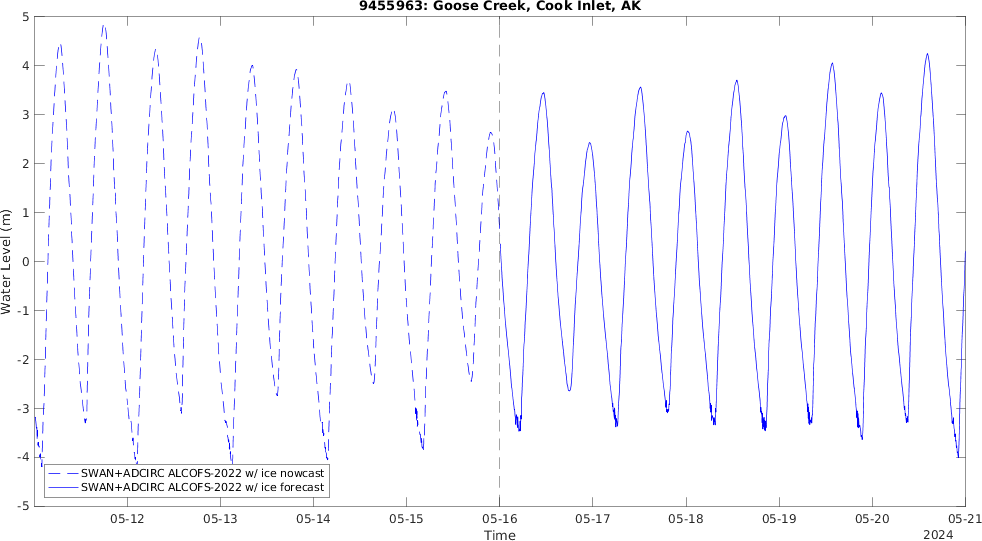 9455963: Goose Creek, Cook Inlet, AK
Water Level (m)
5
4
3
2
1
0
-1
-2
-3
-4
-5
SWAN+ADCIRC ALCOFS-2022 w/ ice nowcast
SWAN+ADCIRC ALCOFS-2022 w/ ice forecast
05-12 05-13 05-14 05-15 05-16 05-17 05-18 05-19 05-20 05-21
Time
2024